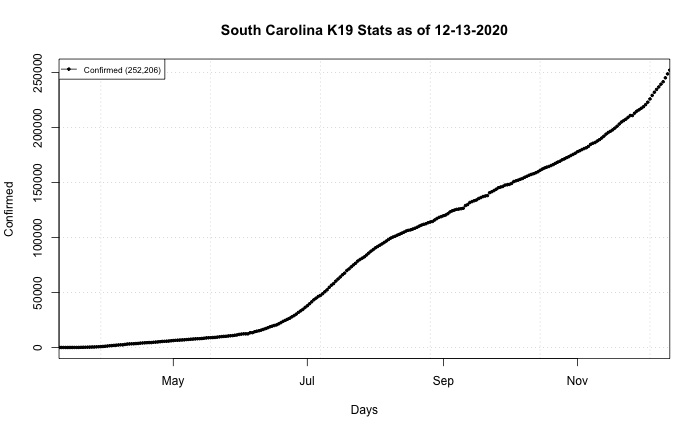 South Carolina K19 Stats as of 12-13-2020
Confirmed (252,206)
Confirmed
250000
200000
150000
100000
50000
0
May Jul Sep Nov
Days